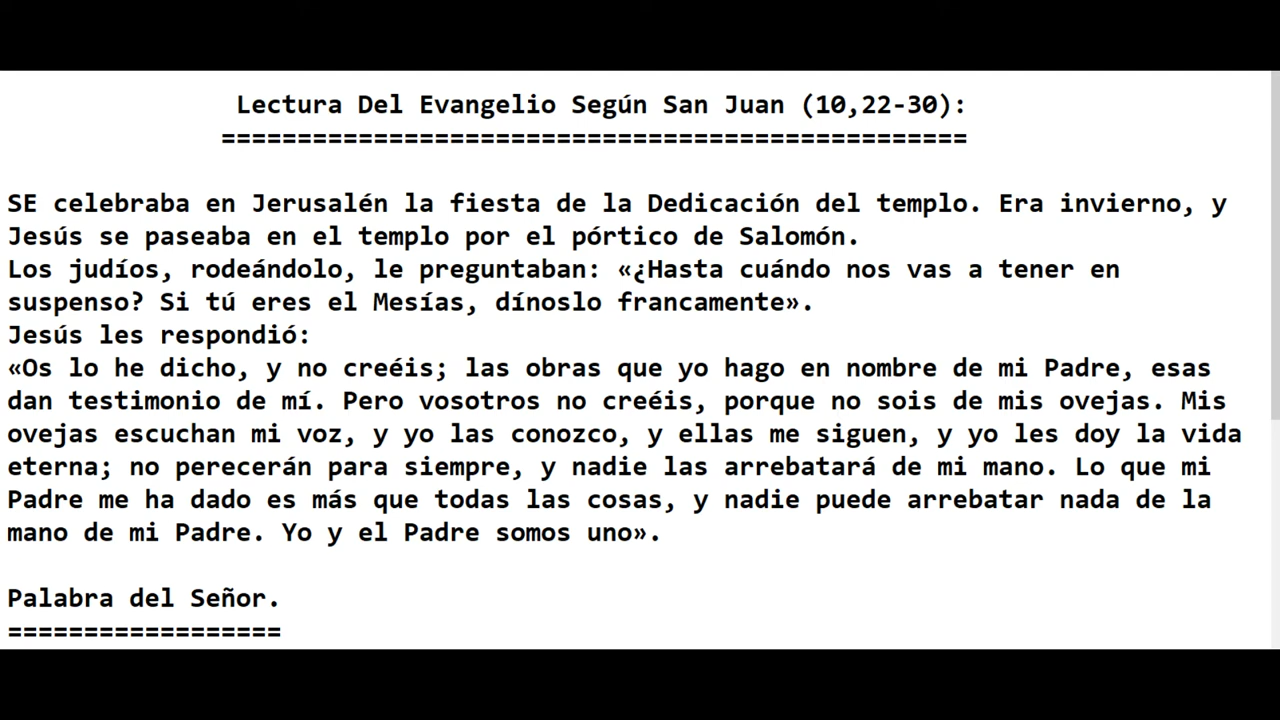 Lectura Del Evangelio Según San Juan (10,22-30):
=================================================
SE celebraba en Jerusalén la fiesta de la Dedicación del templo. Era invierno, y
Jesús se paseaba en el templo por el pórtico de Salomón.
Los judíos, rodeándolo, le preguntaban: «¿Hasta cuándo nos vas a tener en
suspenso? Si tú eres el Mesías, dínoslo francamente».
Jesús les respondió:
«Os lo he dicho, y no creéis; las obras que yo hago en nombre de mi Padre, esas
dan testimonio de mí. Pero vosotros no creéis, porque no sois de mis ovejas. Mis
ovejas escuchan mi voz, y yo las conozco, y ellas me siguen, y yo les doy la vida
eterna; no perecerán para siempre, y nadie las arrebatará de mi mano. Lo que mi
Padre me ha dado es más que todas las cosas, y nadie puede arrebatar nada de la
mano de mi Padre. Yo y el Padre somos uno».
Palabra del Señor.
==================